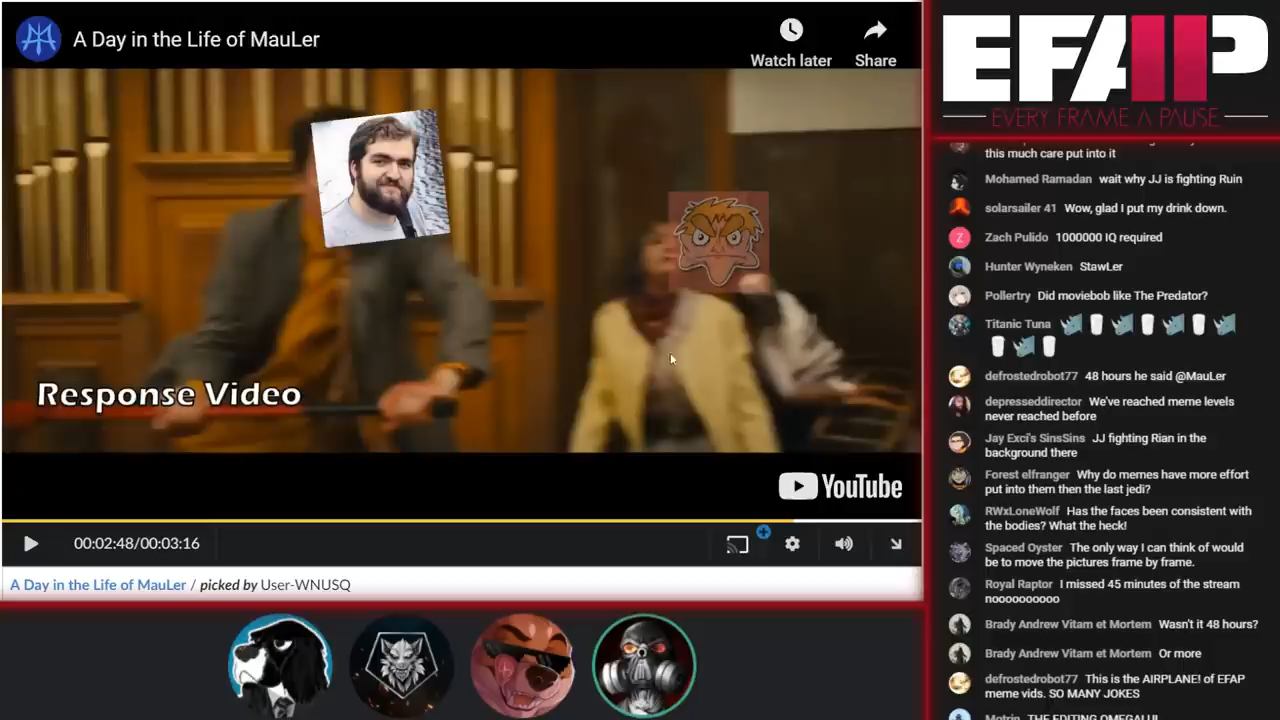 A Day in the Life of MauLer
Watch later
Share
Response Video
YouTube
00:02:48/00:03:16
A Day in the Life of MauLer / picked by User-WNUSQ
EFAP
EVERY FRAME A PAUSE
this much care put into it
Mohamed Ramadan wait why JJ is fighting Ruin
solarsailer 41 Wow, glad I put my drink down.
Z
Zach Pulido 1000000 IQ required
Hunter Wyneken StawLer
Pollertry Did moviebob like The Predator?
Titanic Tuna
defrostedrobot77 48 hours he said @MauLer
depresseddirector We've reached meme levels
never reached before
Jay Exci's SinsSins JJ fighting Rian in the
background there
Forest elfranger Why do memes have more effort
put into them then the last jedi?
RWxLoneWolf Has the faces been consistent with
the bodies? What the heck!
Spaced Oyster The only way I can think of would
be to move the pictures frame by frame.
Royal Raptor I missed 45 minutes of the stream
noooooooooo
Brady Andrew Vitam et Mortem Wasn't it 48 hours?
Brady Andrew Vitam et Mortem Or more
defrostedrobot77 This is the AIRPLANE! of EFAP
meme vids. SO MANY JOKES